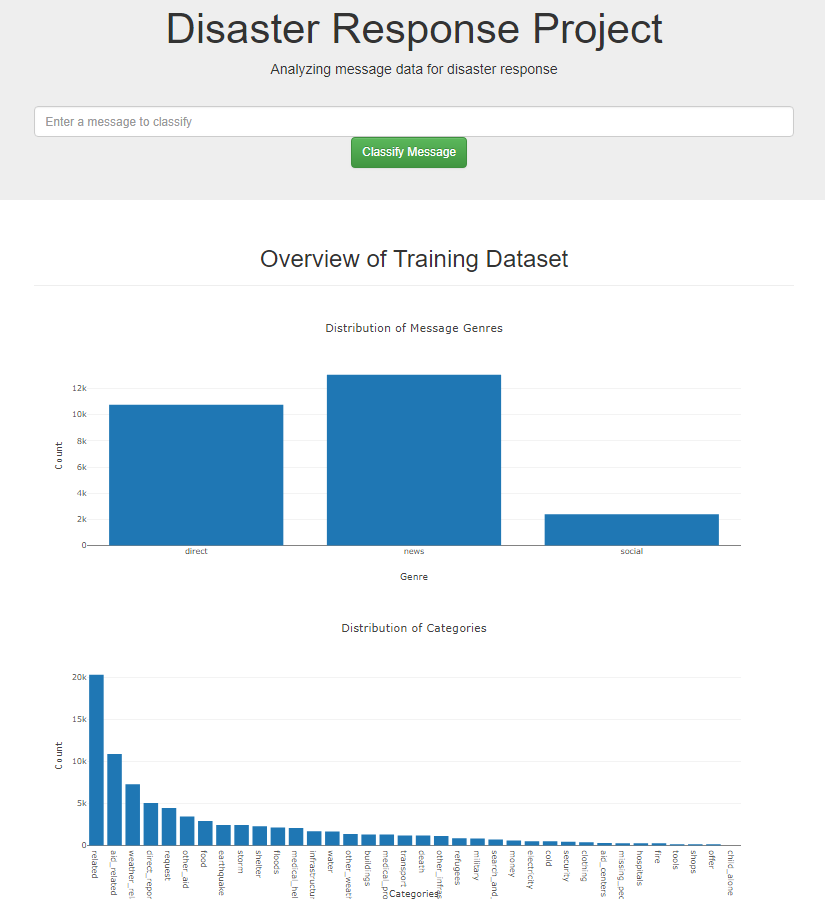 Disaster Response Project
Analyzing message data for disaster response
Enter a message to classify
Classify Message
Overview of Training Dataset
Distribution of Message Genres
12k
10k
8k
6k
4k
2k
0
Count
direct news social
Genre
Distribution of Categories
20k
15k
10k
5k
0
Count
related aid_related weather_rel direct_repor request other_aid food earthquake storm shelter floods medical_hel infrastructur water other_weath buildings medical_pro transport death other_infras refugees military search_and_ money electricity cold security clothing aid_centers missing_peo hospitals fire tools shops offer child_alone
Categories